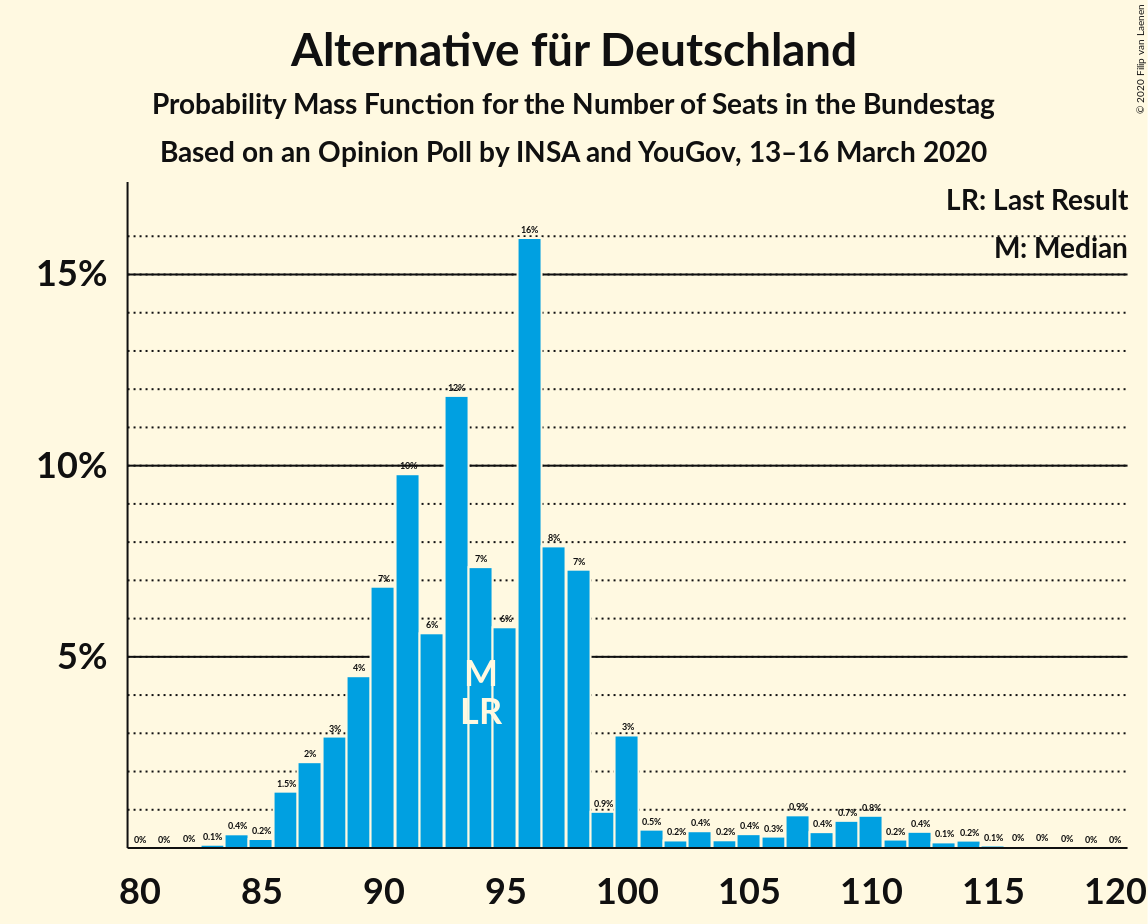 Alternative für Deutschland
Probability Mass Function for the Number of Seats in the Bundestag
Based on an Opinion Poll by INSA and YouGov, 13–16 March 2020
© 2020 Filip van Laenen
LR: Last Result
M: Median
15%
10%
5%
0% 0% 0% 0.1% 0.4% 0.2% 1.5% 2% 3% 4% 7% 10% 6% 12% 7% 6% 16% 8% 7% 0.9% 3% 0.5% 0.2% 0.4% 0.2% 0.4% 0.3% 0.9% 0.4% 0.7% 0.8% 0.2% 0.4% 0.1% 0.2% 0.1% 0% 0% 0% 0% 0%
M
LR
80 85 90 95 100 105 110 115 120